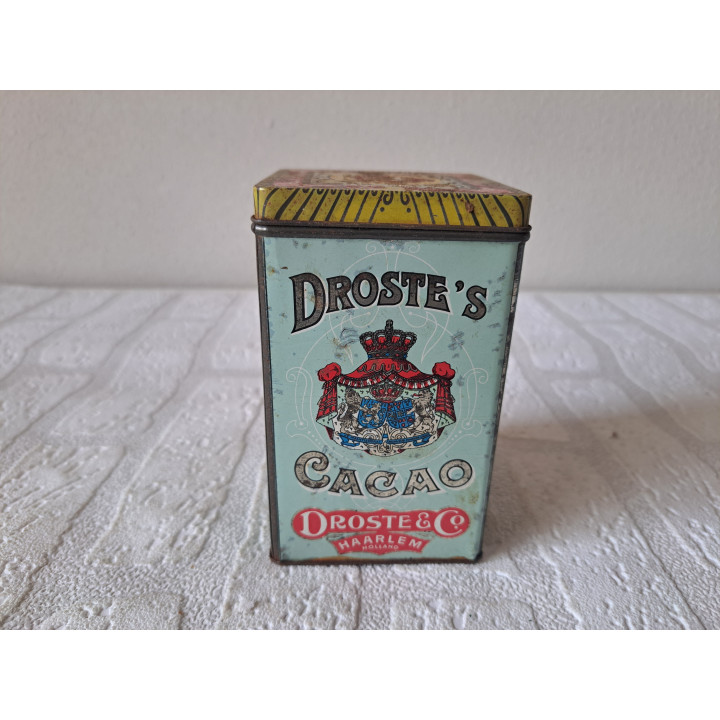 DROSTE'S
CACAO
DROSTE & Co.
HAARLEM
HOLLAND